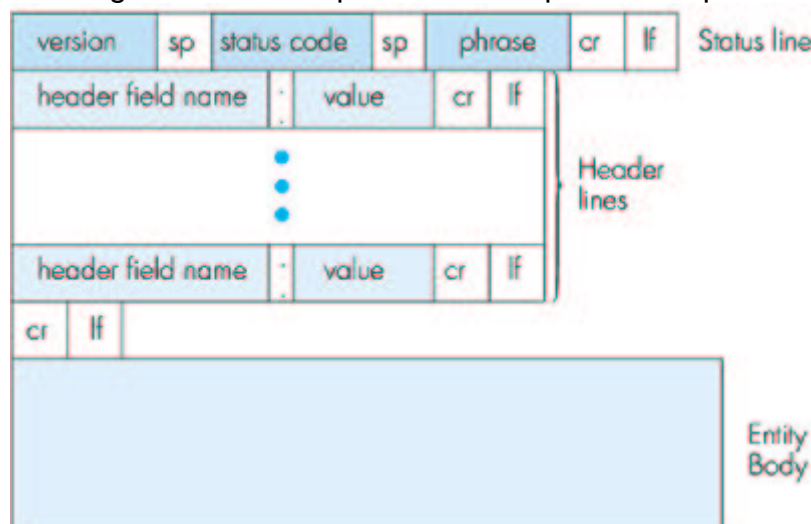 version sp status code sp phrase cr lf Status line
header field name : value cr lf
Header
lines
header field name : value cr lf
cr lf
Entity
Body